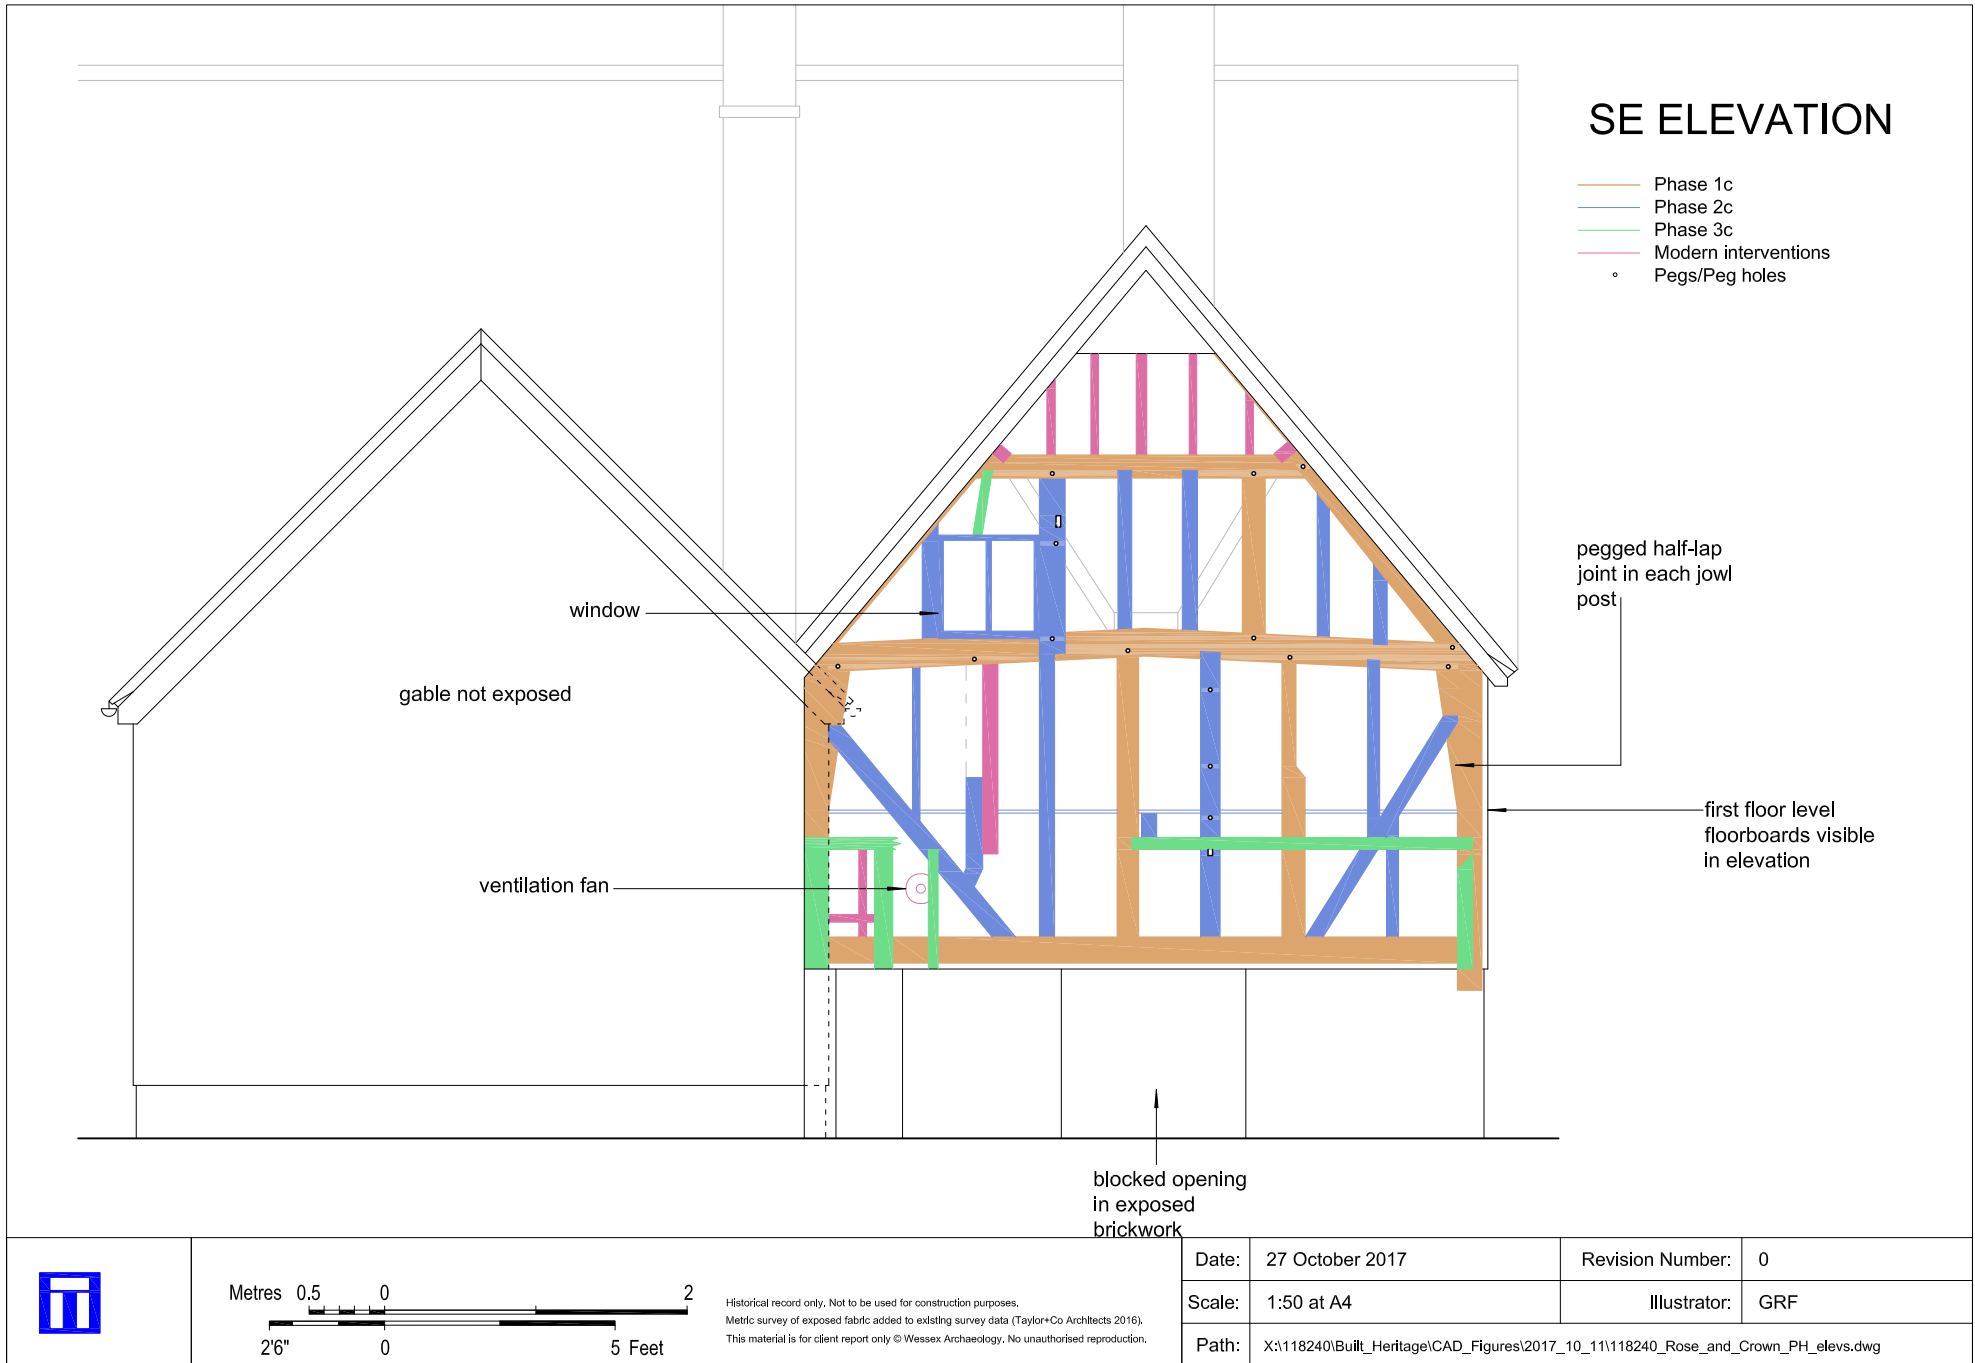 SE ELEVATION
Phase 1c
Phase 2c
Phase 3c
Modern interventions
Pegs/Peg holes
pegged half-lap
joint in each jowl
post
window
gable not exposed
first floor level
floorboards visible
in elevation
ventilation fan
blocked opening
in exposed
brickwork
Metres 0.5 0 2
2'6" 0 5 Feet
Historical record only. Not to be used for construction purposes.
Metric survey of exposed fabric added to existing survey data (Taylor+Co Architects 2016).
This material is for client report only © Wessex Archaeology. No unauthorised reproduction.
Date: 27 October 2017 Revision Number: 0
Scale: 1:50 at A4 Illustrator: GRF
Path: X:\118240\Built_Heritage\CAD_Figures\2017_10_11\118240_Rose_and_Crown_PH_elevs.dwg